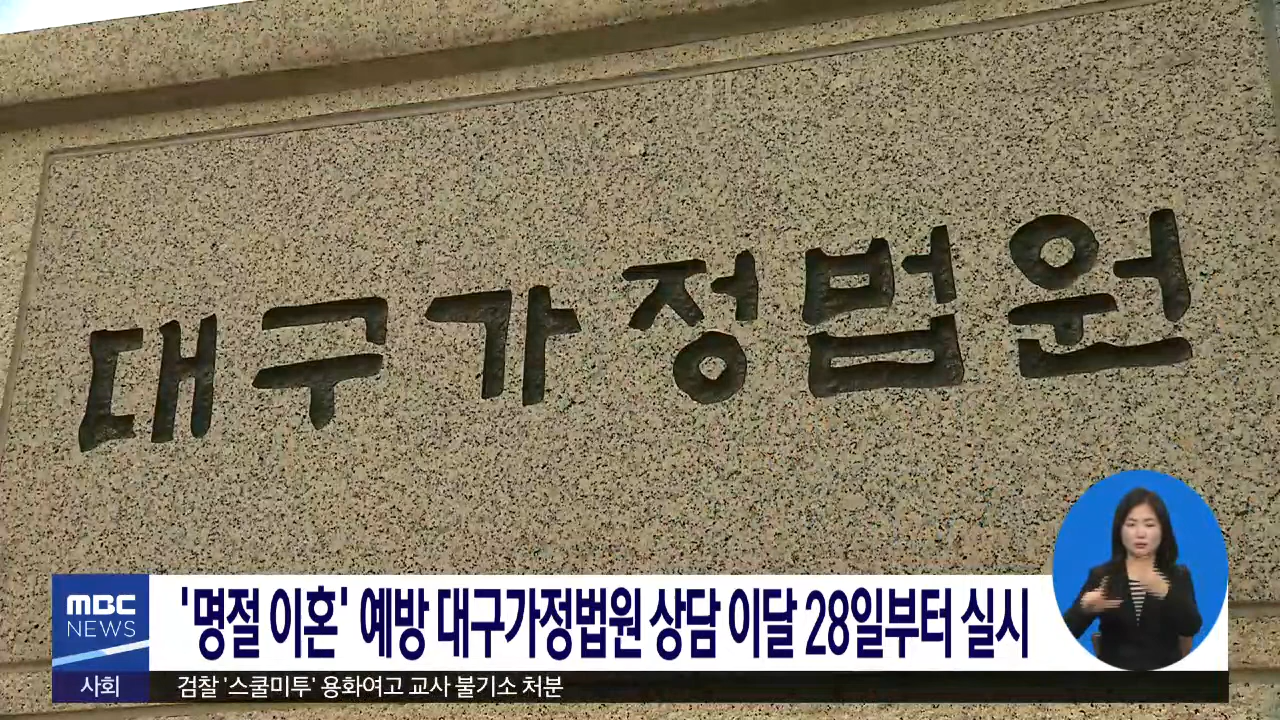 대구가정법원
MBC
NEWS
'명절 이혼' 예방 대구가정법원 상담 이달 28일부터 실시
사회
검찰 '스쿨미투' 용화여고 교사 불기소 처분